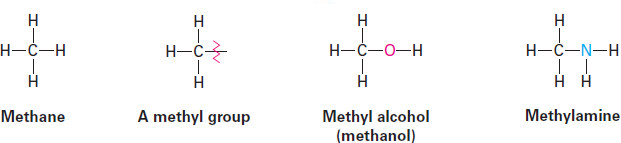 H H H H
H-C-H H-C- H-C-O-H H-C-N-H
H H H H H
Methane A methyl group Methyl alcohol Methylamine
(methanol)